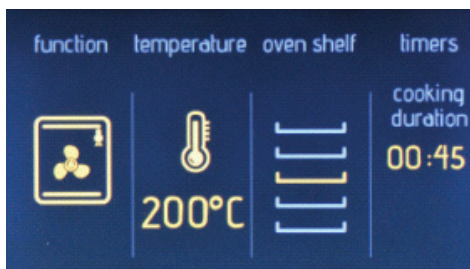 function temperature oven shelf timers
cooking
duration
00:45
200°C